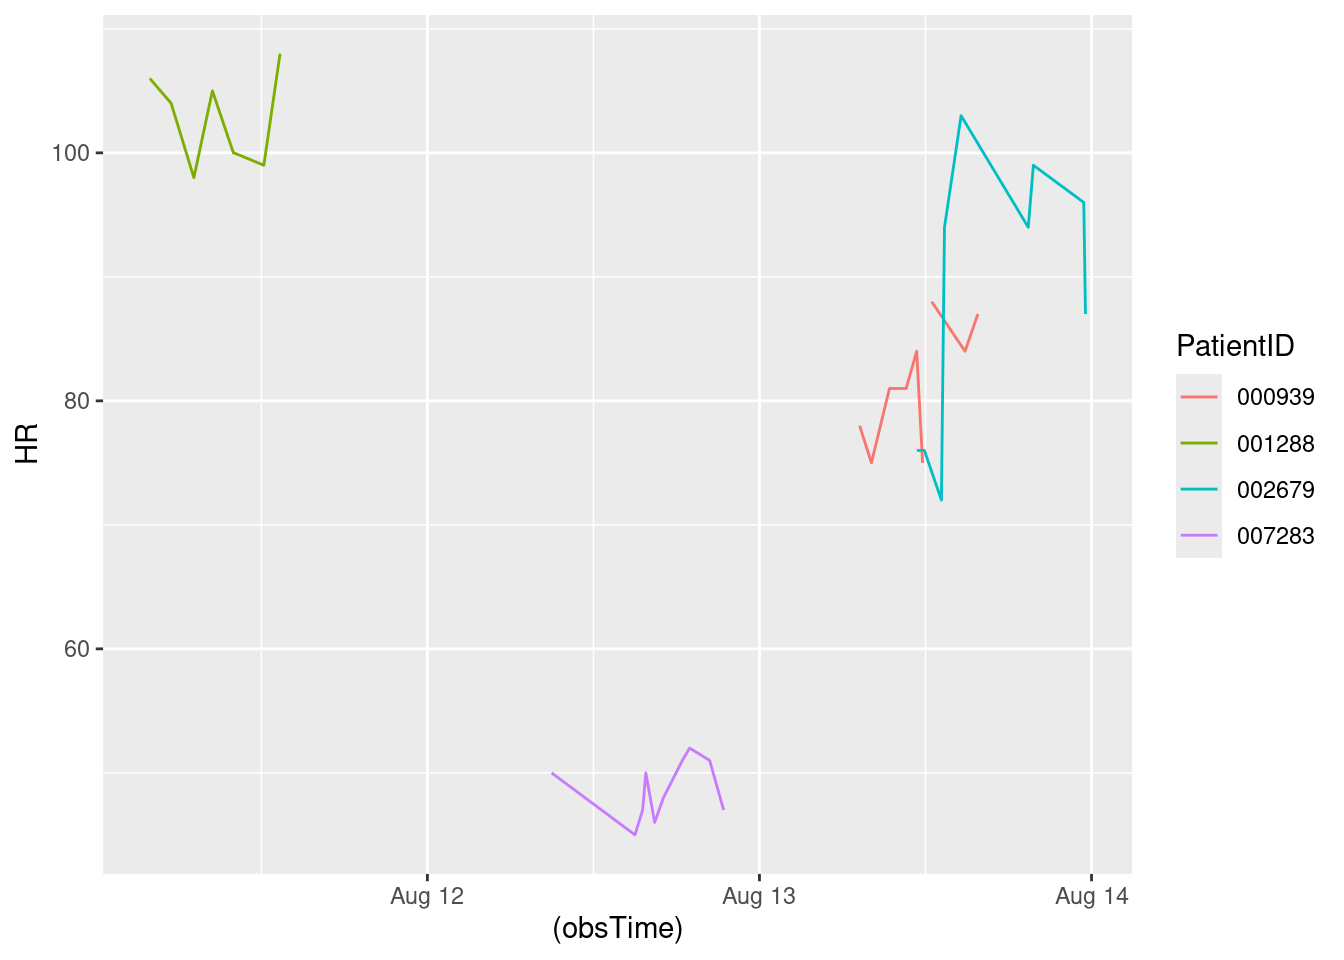 100
80
60
HR
Aug 12
Aug 13
Aug 14
(obsTime)
PatientID
000939
001288
002679
007283